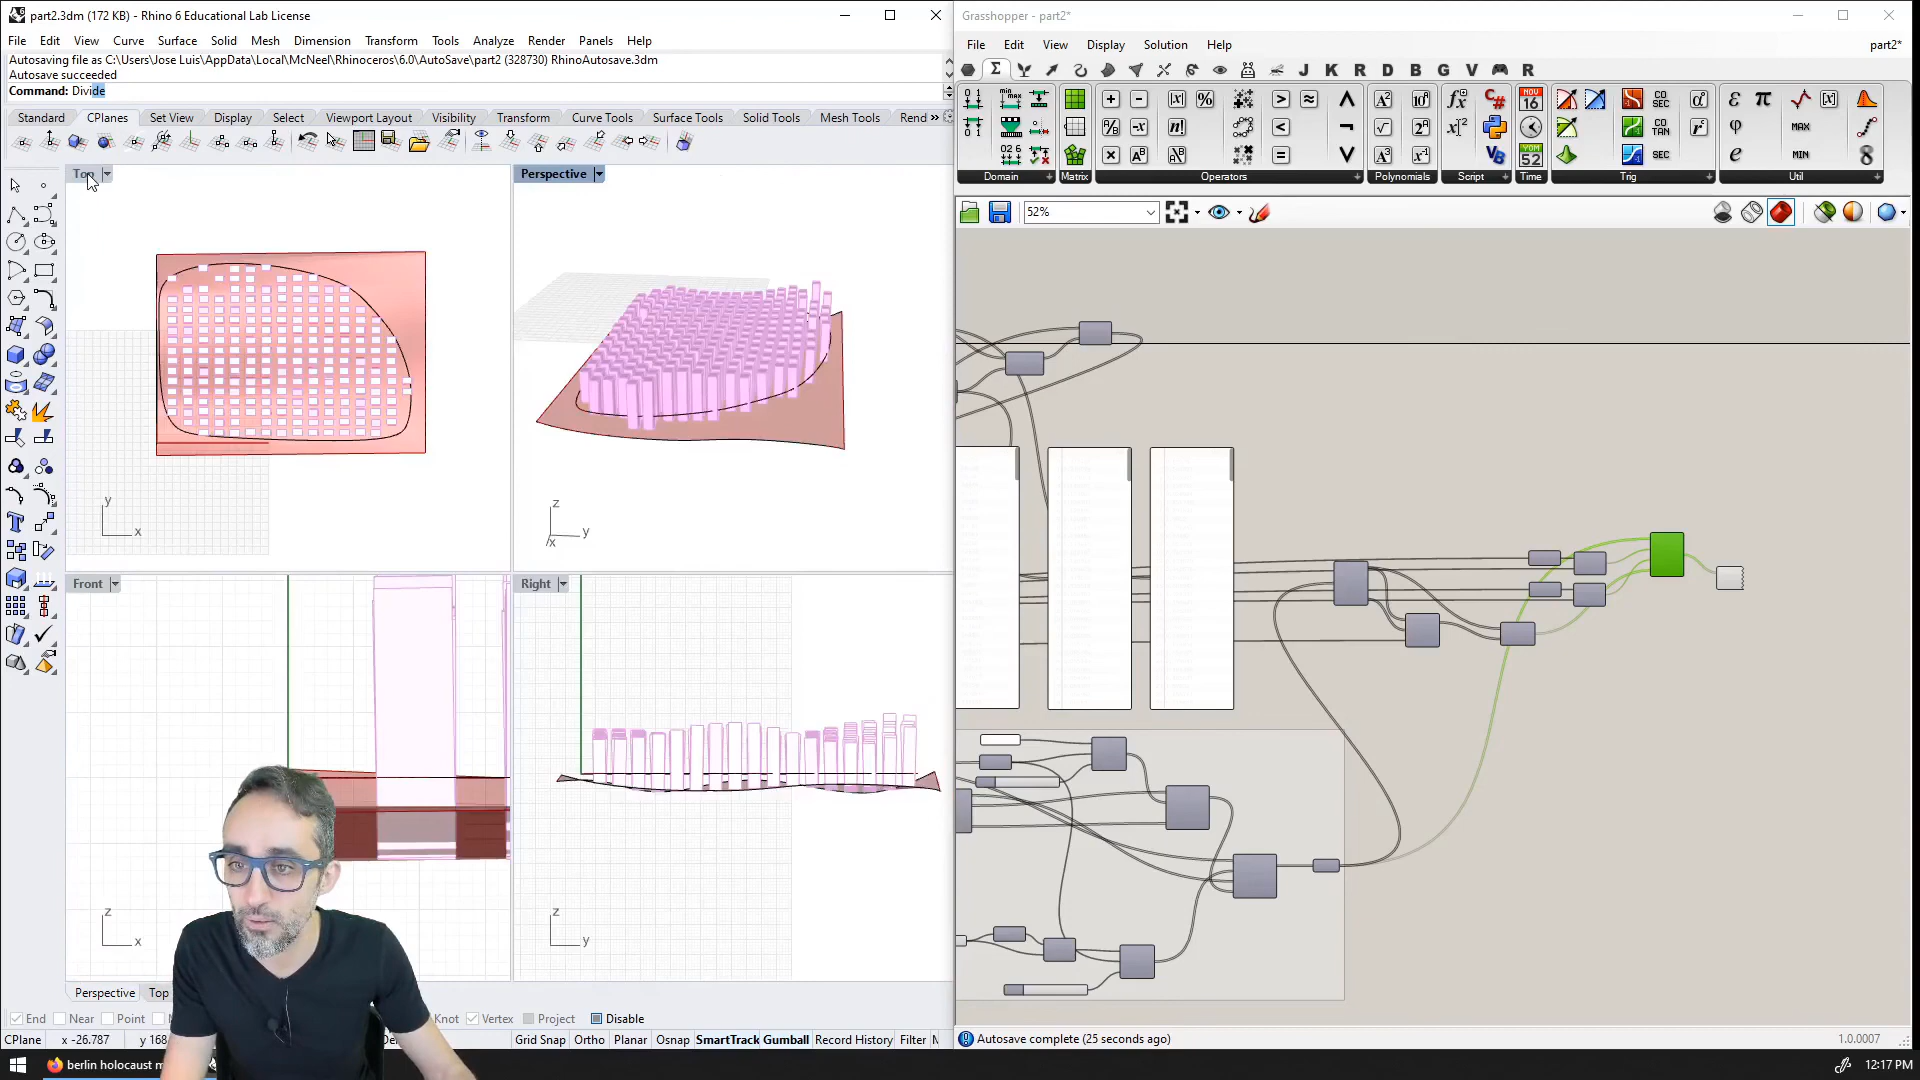 part2.3dm (172 KB) - Rhino 6 Educational Lab License
File Edit View Curve Surface Solid Mesh Dimension Transform Tools Analyze Render Panels Help
Autosaving file as C:\Users\Jose Luis\AppData\Local\McNeel\Rhinoceros\6.0\AutoSave\part2 (328730) RhinoAutosave.3dm
Autosave succeeded
Command: Divide
Standard CPlanes Set View Display Select Viewport Layout Visibility Transform Curve Tools Surface Tools Solid Tools Mesh Tools Rend
Top
Perspective
y
x
z
y
x
Front
Right
z
x
z
y
Perspective Top
End Near Point Knot Vertex Project Disable
CPlane x -26.787 y 168 Grid Snap Ortho Planar Osnap SmartTrack Gumball Record History Filter M
berlin holocaust m
Grasshopper - part2*
File Edit View Display Solution Help
part2*
J K R D B G V R
Domain Matrix Operators Polynomials Script Time Trig Util
52%
Autosave complete (25 seconds ago)
1.0.0007
12:17 PM